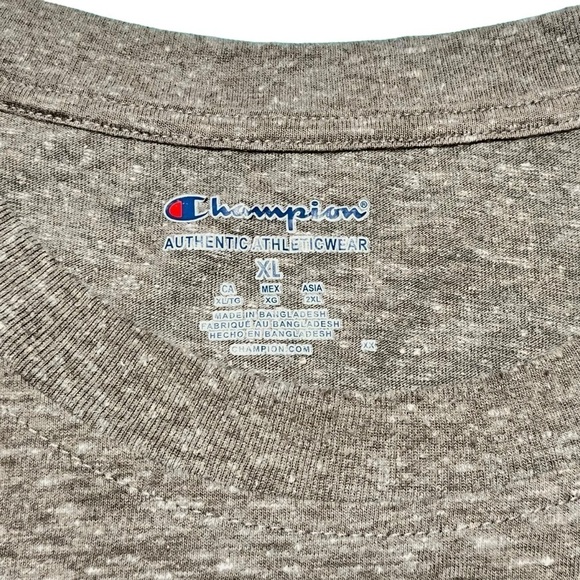 Champion®
AUTHENTIC ATHLETICWEAR
XL
CA MEX ASIA
XL/TG XG 2XL
MADE IN BANGLADESH
FABRIQUÉ AU BANGLADESH
HECHO EN BANGLADESH
CHAMPION.COM
XX